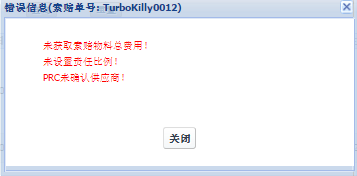 错误信息(索赔单号: TurboKilly0012)
未获取索赔物料总费用！
未设置责任比例！
PRC未确认供应商！
关闭